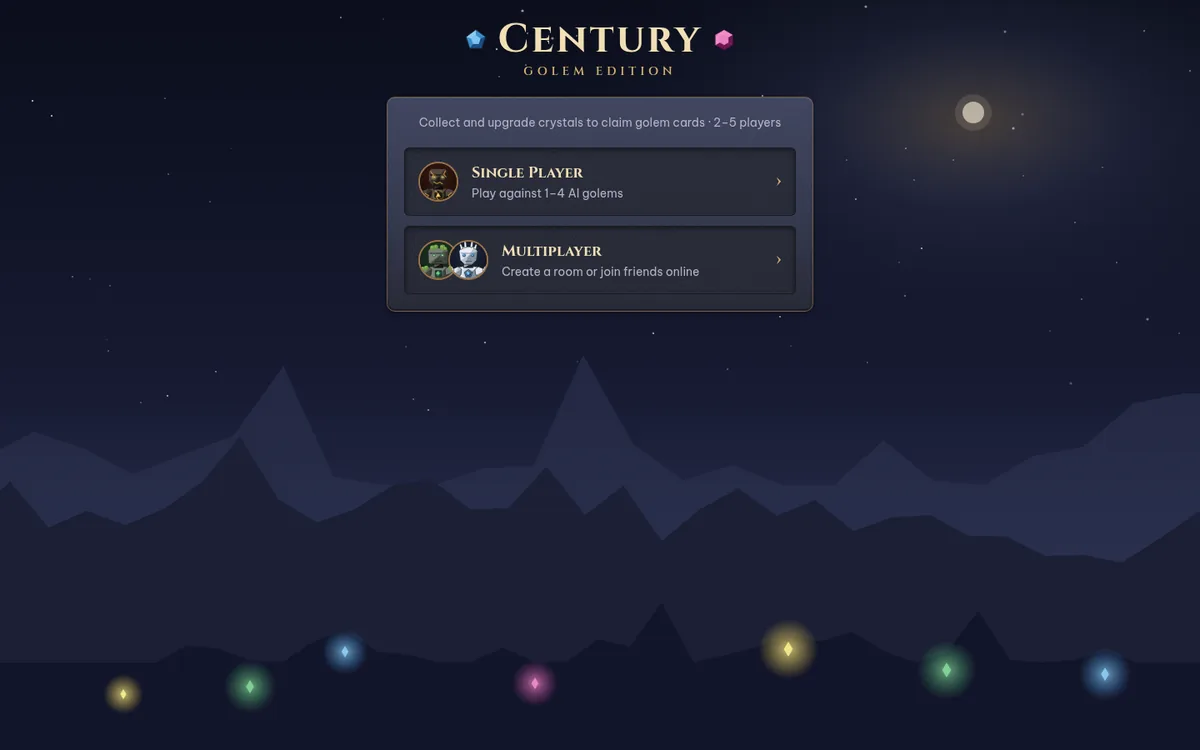 Century
GOLEM EDITION
Collect and upgrade crystals to claim golem cards · 2–5 players
Single Player
Play against 1–4 AI golems
›
Multiplayer
Create a room or join friends online
›